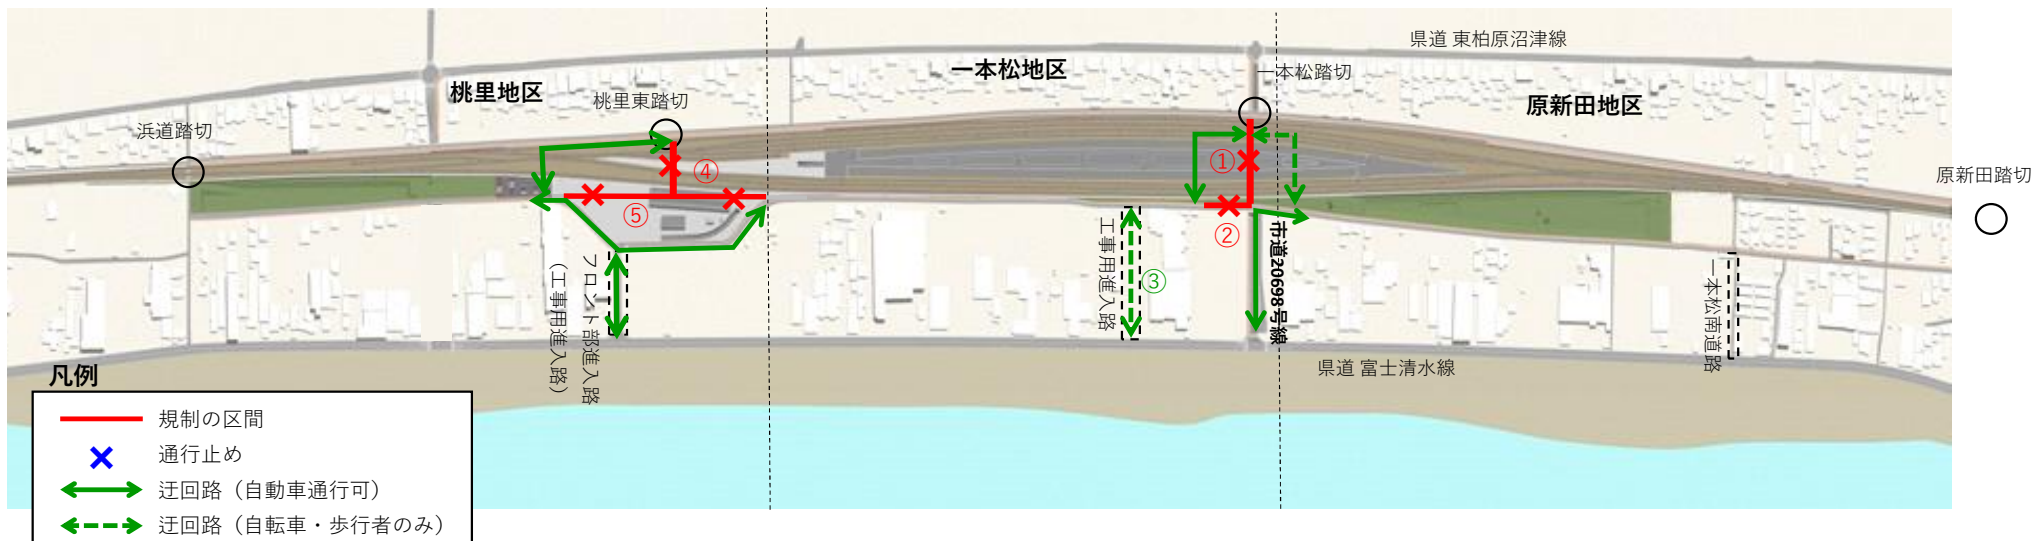 県道 東柏原沼津線
一本松地区
一本松踏切
桃里地区
桃里東踏切
原新田地区
浜道踏切
原新田踏切
①
④
⑤
②
③
工事用進入路
市道20698号線
フロント部進入路
（工事用進入路）
一本松南道路
県道 富士清水線
凡例
規制の区間
通行止め
迂回路（自動車通行可）
迂回路（自転車・歩行者のみ）